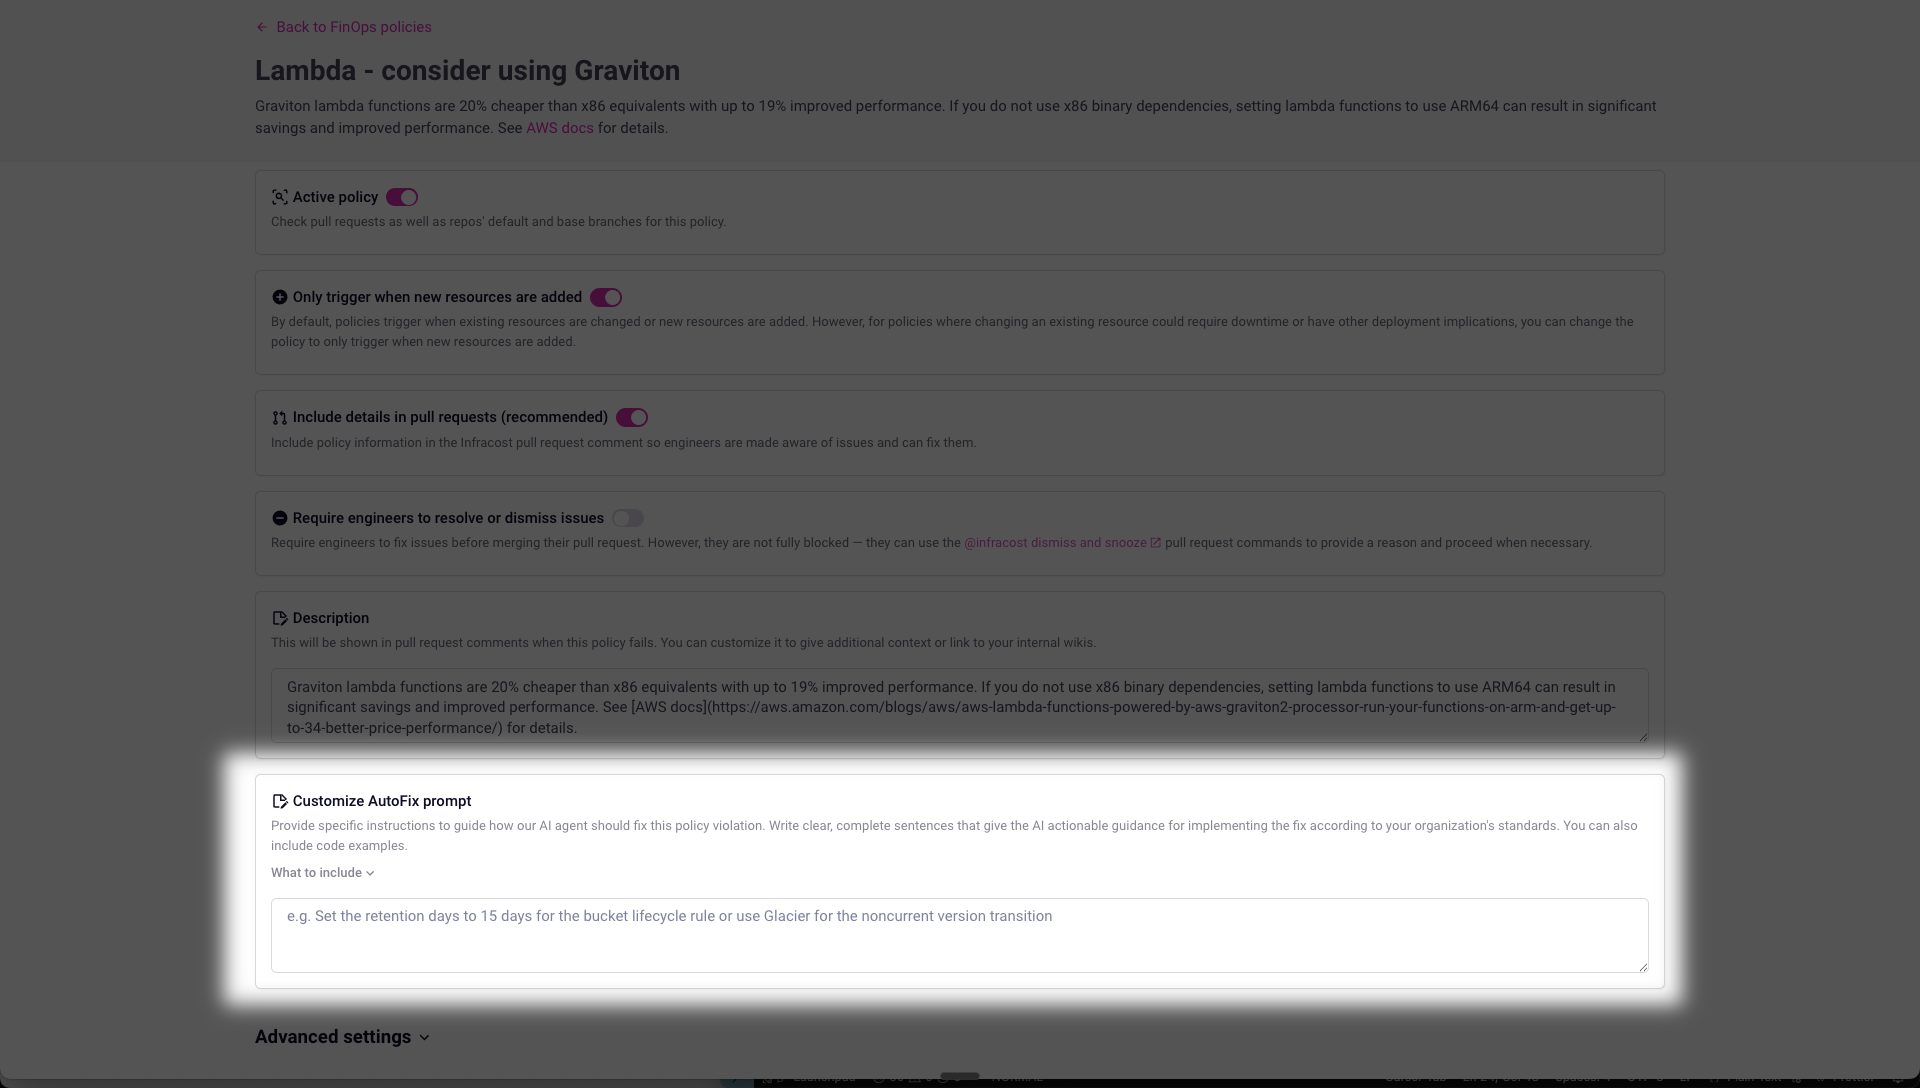 Back to FinOps policies
Lambda - consider using Graviton
Graviton lambda functions are 20% cheaper than x86 equivalents with up to 19% improved performance. If you do not use x86 binary dependencies, setting lambda functions to use ARM64 can result in significant
savings and improved performance. See AWS docs for details.
Active policy
Check pull requests as well as repos' default and base branches for this policy.
Only trigger when new resources are added
By default, policies trigger when existing resources are changed or new resources are added. However, for policies where changing an existing resource could require downtime or have other deployment implications, you can change the
policy to only trigger when new resources are added.
Include details in pull requests (recommended)
Include policy information in the Infracost pull request comment so engineers are made aware of issues and can fix them.
Require engineers to resolve or dismiss issues
Require engineers to fix issues before merging their pull request. However, they are not fully blocked — they can use the @infracost dismiss and snooze pull request commands to provide a reason and proceed when necessary.
Description
This will be shown in pull request comments when this policy fails. You can customize it to give additional context or link to your internal wikis.
Graviton lambda functions are 20% cheaper than x86 equivalents with up to 19% improved performance. If you do not use x86 binary dependencies, setting lambda functions to use ARM64 can result in
significant savings and improved performance. See [AWS docs](https://aws.amazon.com/blogs/aws/aws-lambda-functions-powered-by-aws-graviton2-processor-run-your-functions-on-arm-and-get-up-
to-34-better-price-performance/) for details.
Customize AutoFix prompt
Provide specific instructions to guide how our AI agent should fix this policy violation. Write clear, complete sentences that give the AI actionable guidance for implementing the fix according to your organization's standards. You can also
include code examples.
What to include
e.g. Set the retention days to 15 days for the bucket lifecycle rule or use Glacier for the noncurrent version transition
Advanced settings